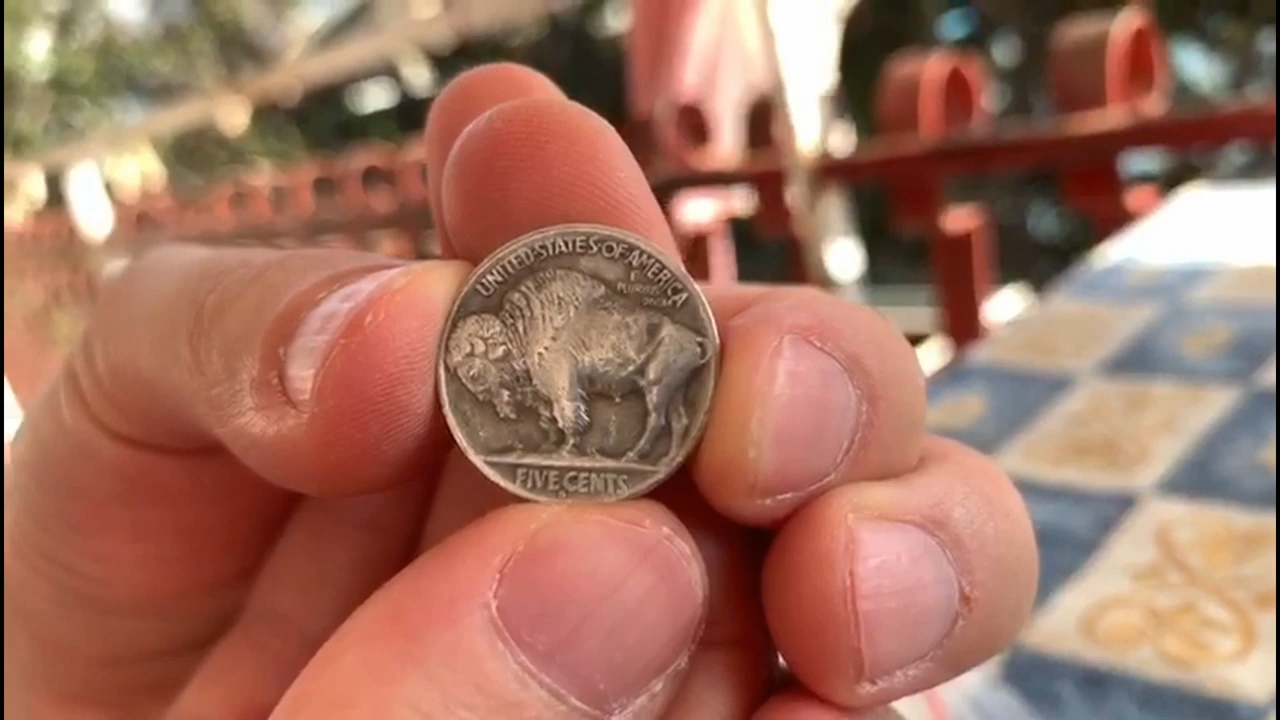 UNITED·STATES·OF·AMERICA
E
PLURIBUS
UNUM
FIVE CENTS